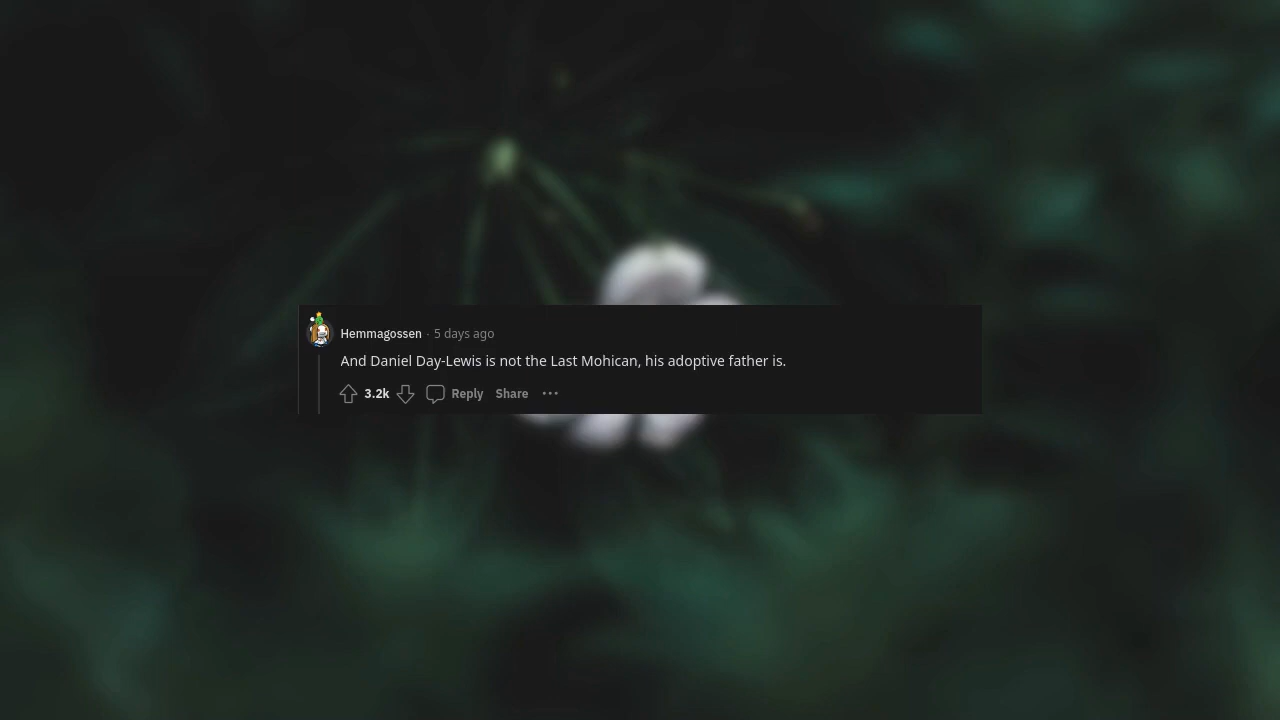 Hemmagossen · 5 days ago
And Daniel Day-Lewis is not the Last Mohican, his adoptive father is.
3.2k Reply Share ···